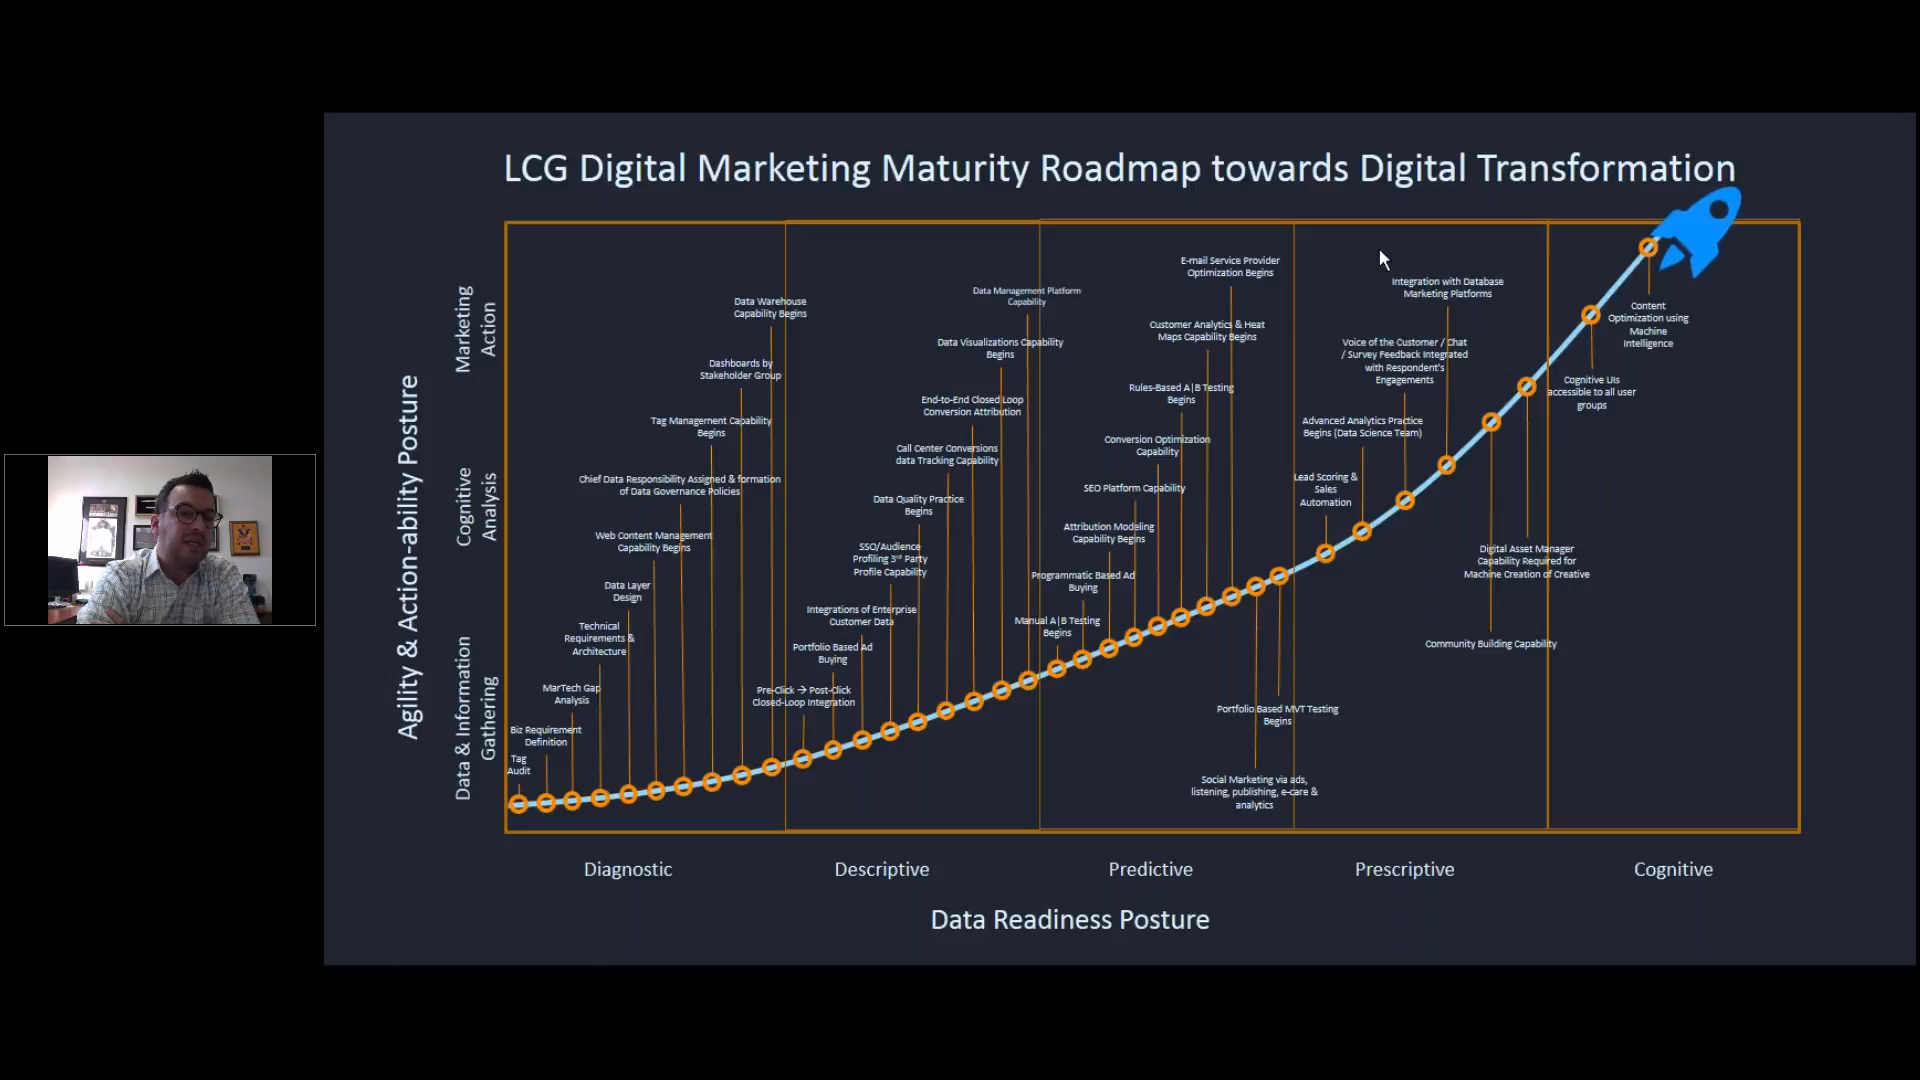 LCG Digital Marketing Maturity Roadmap towards Digital Transformation
Agility & Action-ability Posture
Marketing
Action
Cognitive
Analysis
Data & Information
Gathering
Tag
Audit
Biz Requirement
Definition
MarTech Gap
Analysis
Technical
Requirements &
Architecture
Data Layer
Design
Web Content Management
Capability Begins
Chief Data Responsibility Assigned & formation
of Data Governance Policies
Tag Management Capability
Begins
Dashboards by
Stakeholder Group
Data Warehouse
Capability Begins
Pre-Click → Post-Click
Closed-Loop Integration
Portfolio Based Ad
Buying
Integrations of Enterprise
Customer Data
SSO/Audience
Profiling 3rd Party
Profile Capability
Data Quality Practice
Begins
Call Center Conversions
data Tracking Capability
End-to-End Closed Loop
Conversion Attribution
Data Visualizations Capability
Begins
Data Management Platform
Capability
Manual A|B Testing
Begins
Programmatic Based Ad
Buying
Attribution Modeling
Capability Begins
SEO Platform Capability
Conversion Optimization
Capability
Rules-Based A|B Testing
Begins
Customer Analytics & Heat
Maps Capability Begins
E-mail Service Provider
Optimization Begins
Social Marketing via ads,
listening, publishing, e-care &
analytics
Portfolio Based MVT Testing
Begins
Lead Scoring &
Sales
Automation
Advanced Analytics Practice
Begins (Data Science Team)
Voice of the Customer / Chat
/ Survey Feedback Integrated
with Respondent's
Engagements
Integration with Database
Marketing Platforms
Community Building Capability
Digital Asset Manager
Capability Required for
Machine Creation of Creative
Cognitive UIs
accessible to all user
groups
Content
Optimization using
Machine
Intelligence
Diagnostic
Descriptive
Predictive
Prescriptive
Cognitive
Data Readiness Posture